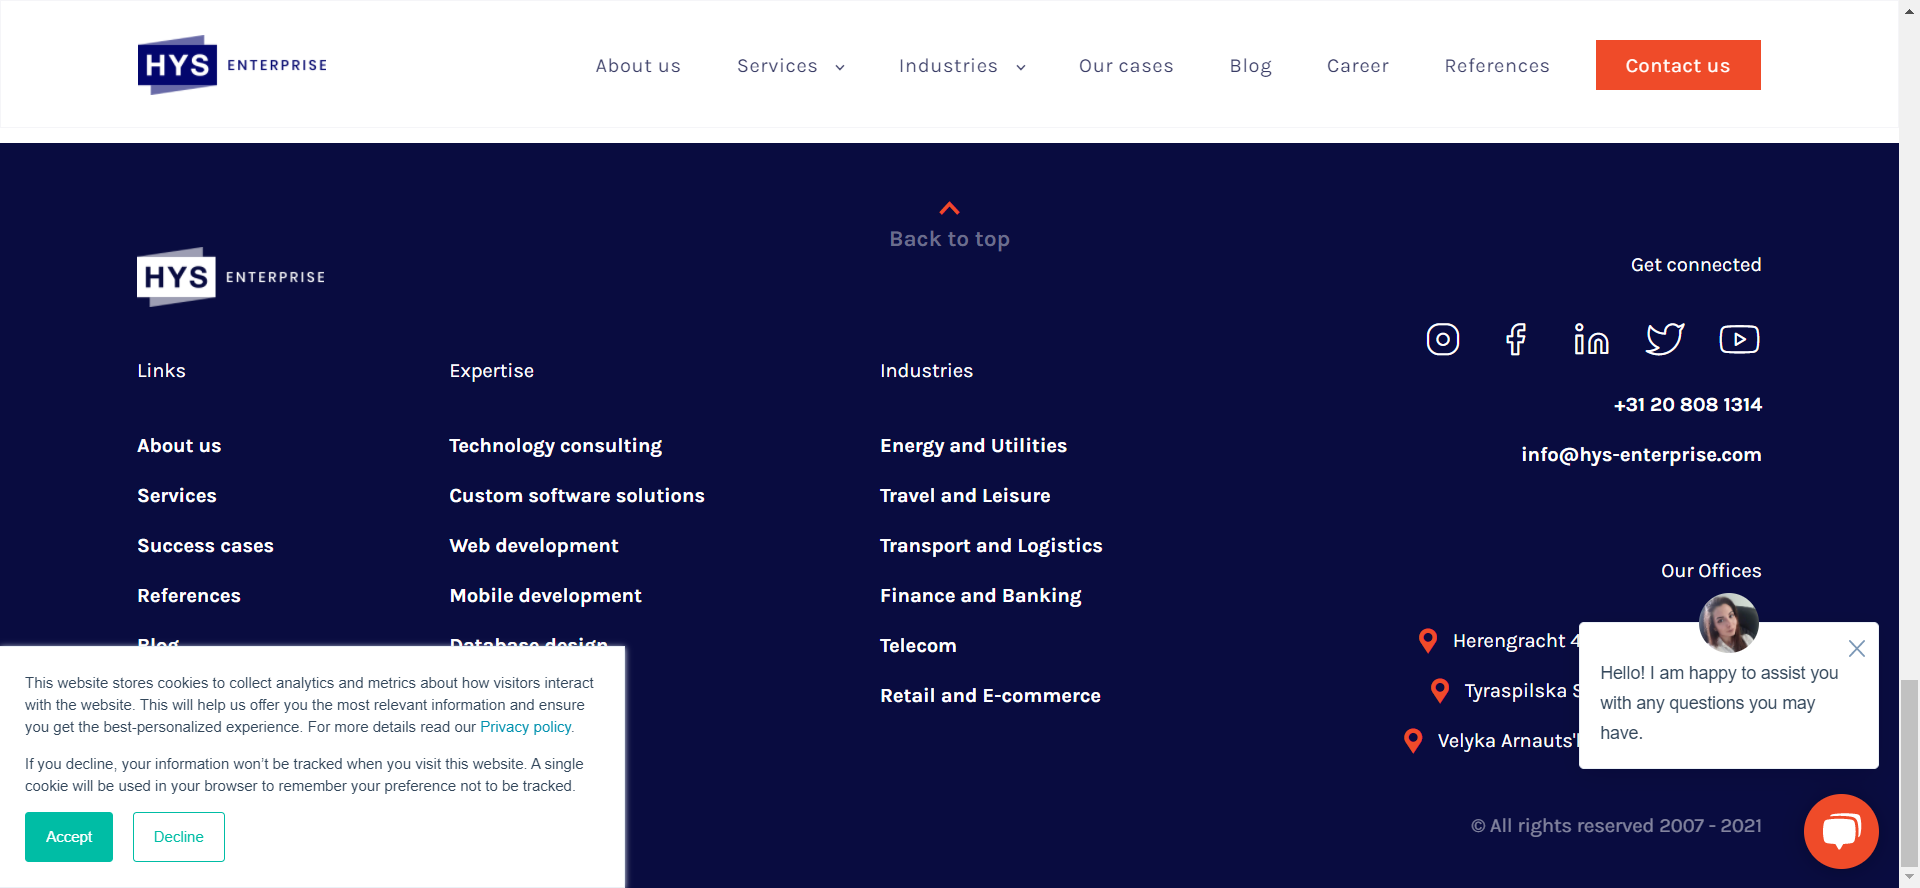 HYS ENTERPRISE
About us Services Industries Our cases Blog Career References Contact us
Back to top
HYS ENTERPRISE
Links
About us
Services
Success cases
References
Blog
Expertise
Technology consulting
Custom software solutions
Web development
Mobile development
Database design
Industries
Energy and Utilities
Travel and Leisure
Transport and Logistics
Finance and Banking
Telecom
Retail and E-commerce
Get connected
+31 20 808 1314
info@hys-enterprise.com
Our Offices
Herengracht
Tyraspilska
Velyka
© All rights reserved 2007 - 2021
Hello! I am happy to assist you
with any questions you may
have.
This website stores cookies to collect analytics and metrics about how visitors interact
with the website. This will help us offer you the most relevant information and ensure
you get the best-personalized experience. For more details read our Privacy policy.
If you decline, your information won't be tracked when you visit this website. A single
cookie will be used in your browser to remember your preference not to be tracked.
Accept Decline